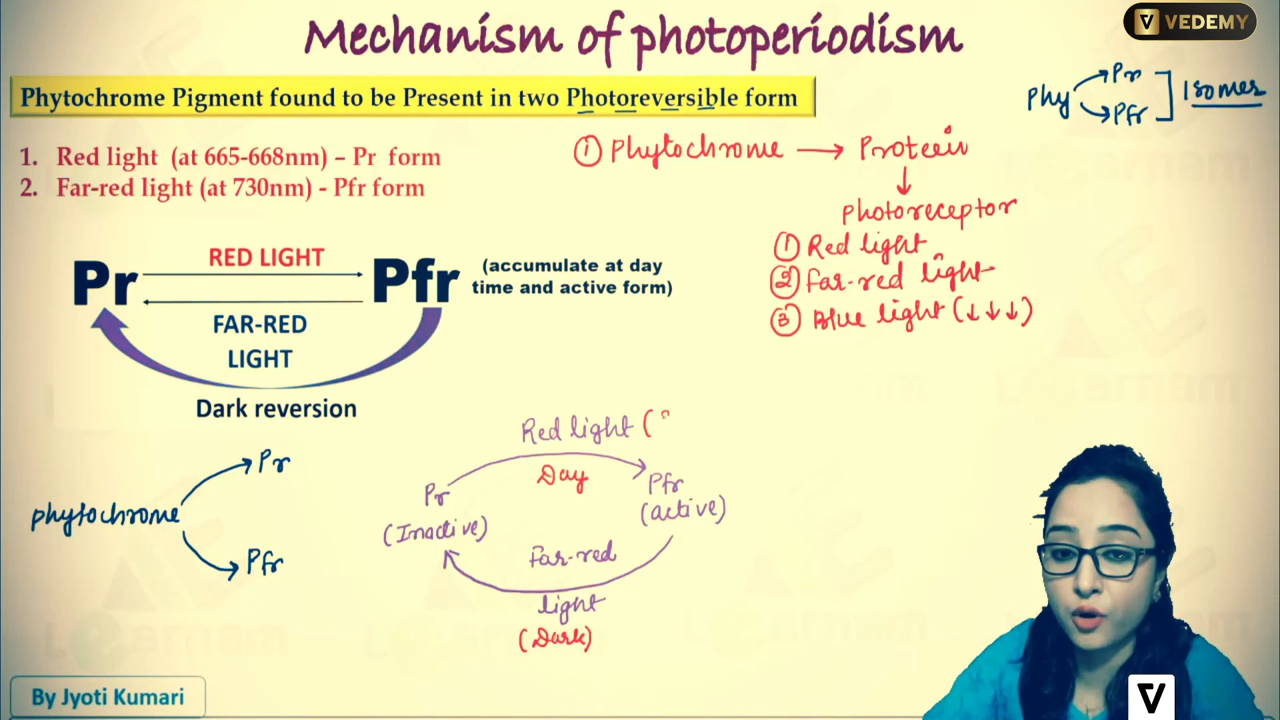 Mechanism of photoperiodism
VEDEMY
Phytochrome Pigment found to be Present in two Photoreversible form
Phy Pr Pfr Isomer
1. Red light (at 665-668nm) – Pr form
2. Far-red light (at 730nm) - Pfr form
① Phytochrome → Protein
↓
Photoreceptor
① Red light
② Far-red light
③ Blue light (↓↓↓)
RED LIGHT
Pr Pfr (accumulate at day
time and active form)
FAR-RED
LIGHT
Dark reversion
phytochrome
Pr
Pfr
Red light (
Day
Pr
(Inactive)
Pfr
(active)
Far-red
light
(Dark)
By Jyoti Kumari